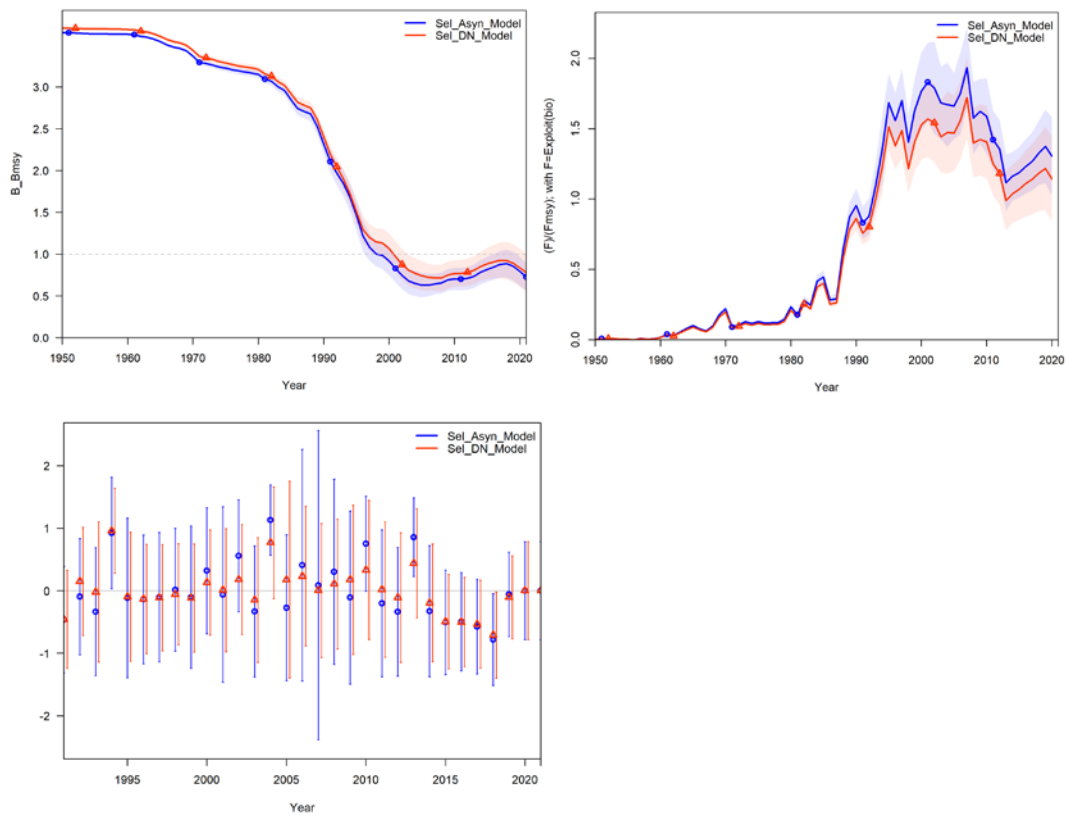 Sel_Asyn_Model
Sel_DN_Model
B_Bmsy
3.0
2.5
2.0
1.5
1.0
0.5
0.0
1950 1960 1970 1980 1990 2000 2010 2020
Year
Sel_Asyn_Model
Sel_DN_Model
(F)/(Fmsy); with F=Exploit(bio)
2.0
1.5
1.0
0.5
0.0
1950 1960 1970 1980 1990 2000 2010 2020
Year
Sel_Asyn_Model
Sel_DN_Model
2
1
0
-1
-2
1995 2000 2005 2010 2015 2020
Year